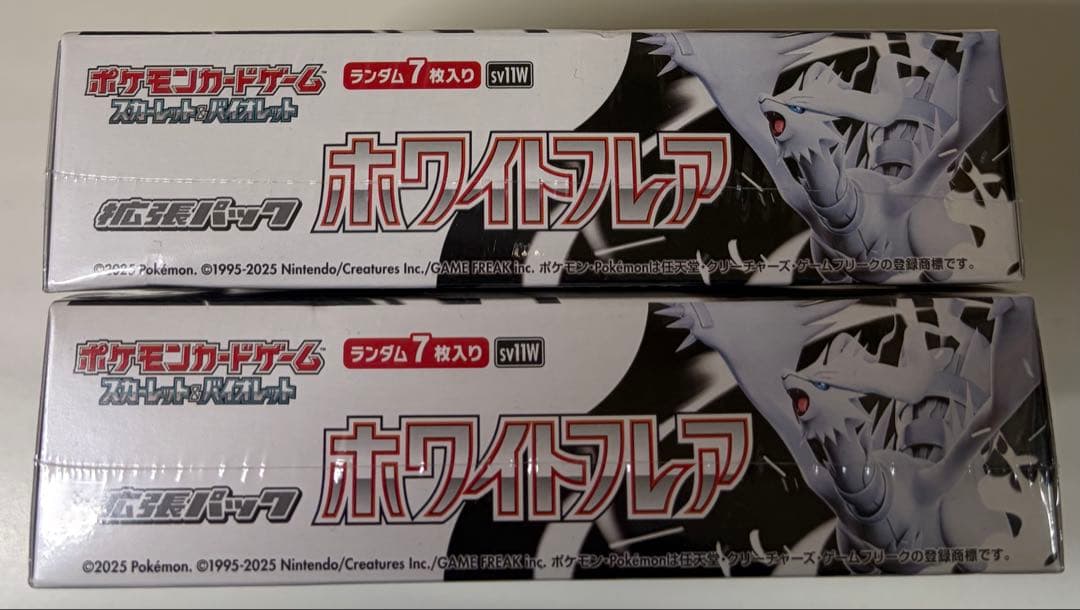 ポケモンカードゲーム
スカーレット&バイオレット
ランダム7枚入り
sv11W
拡張パック
ホワイトフレア
©2025 Pokémon. ©1995-2025 Nintendo/Creatures Inc./GAME FREAK inc. ポケモン・Pokémonは任天堂・クリーチャーズ・ゲームフリークの登録商標です。
ポケモンカードゲーム
スカーレット&バイオレット
ランダム7枚入り
sv11W
拡張パック
ホワイトフレア
©2025 Pokémon. ©1995-2025 Nintendo/Creatures Inc./GAME FREAK inc. ポケモン・Pokémonは任天堂・クリーチャーズ・ゲームフリークの登録商標です。